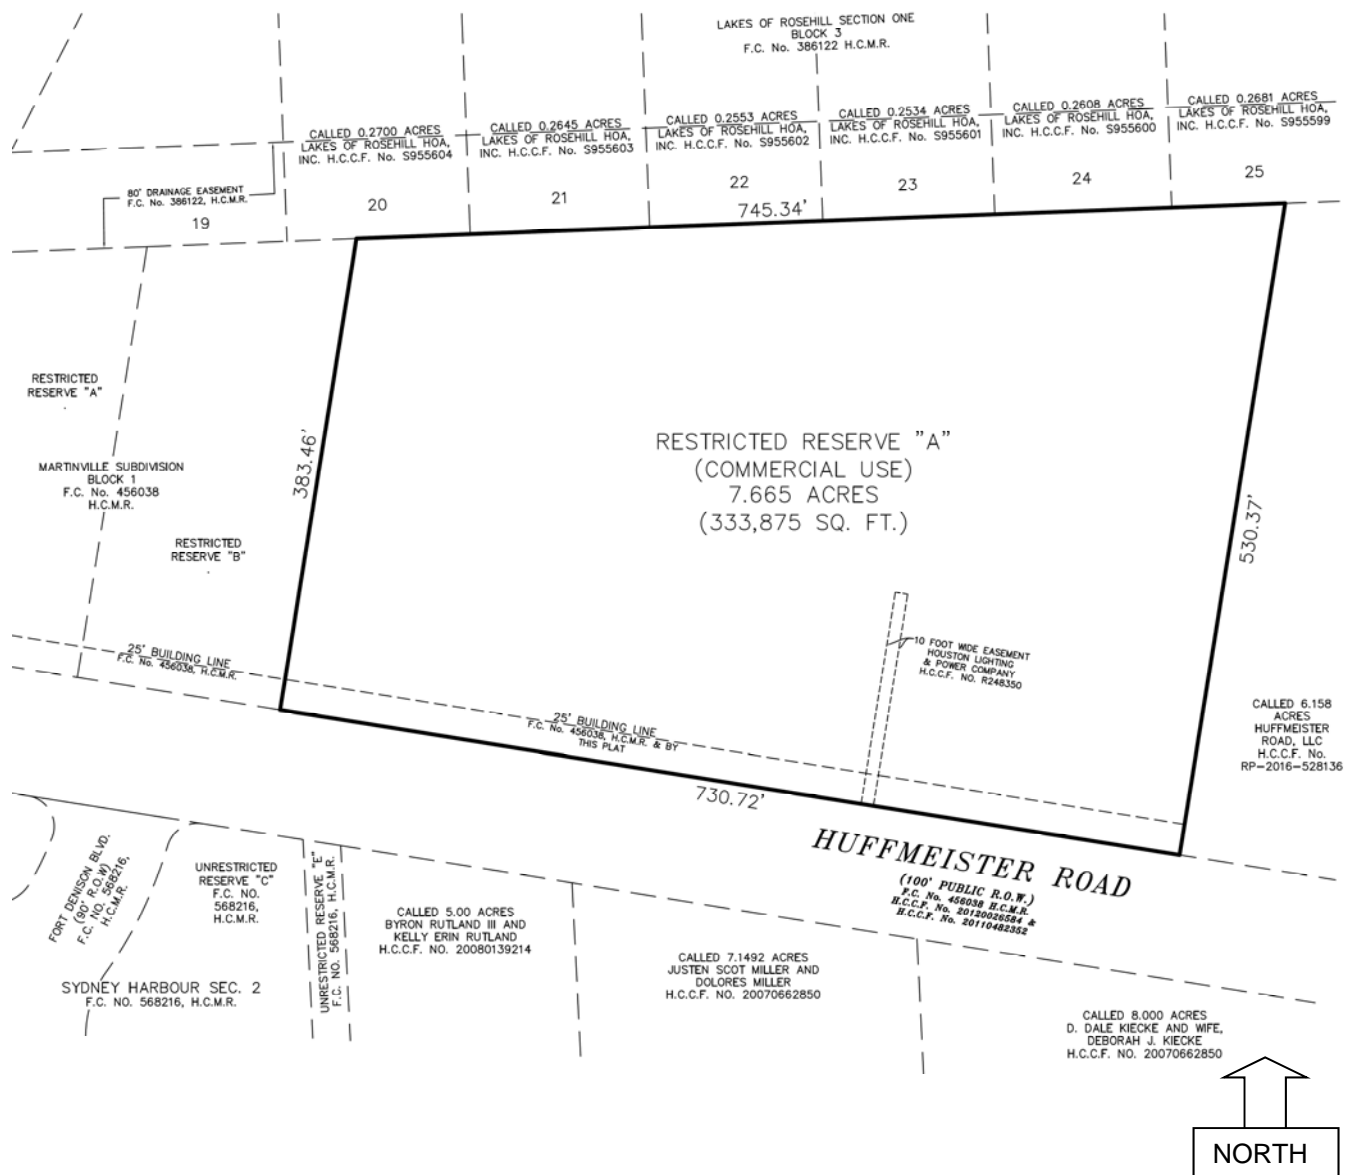 LAKES OF ROSEHILL SECTION ONE
BLOCK 3
F.C. No. 386122 H.C.M.R.
CALLED 0.2700 ACRES
LAKES OF ROSEHILL HOA,
INC. H.C.C.F. No. S955604
CALLED 0.2645 ACRES
LAKES OF ROSEHILL HOA,
INC. H.C.C.F. No. S955603
CALLED 0.2553 ACRES
LAKES OF ROSEHILL HOA,
INC. H.C.C.F. No. S955602
CALLED 0.2534 ACRES
LAKES OF ROSEHILL HOA,
INC. H.C.C.F. No. S955601
CALLED 0.2608 ACRES
LAKES OF ROSEHILL HOA,
INC. H.C.C.F. No. S955600
CALLED 0.2681 ACRES
LAKES OF ROSEHILL HOA,
INC. H.C.C.F. No. S955599
80' DRAINAGE EASEMENT
F.C. No. 386122, H.C.M.R.
19
20
21
22
23
24
25
745.34'
RESTRICTED
RESERVE "A"
MARTINVILLE SUBDIVISION
BLOCK 1
F.C. No. 456038
H.C.M.R.
RESTRICTED
RESERVE "B"
383.46'
RESTRICTED RESERVE "A"
(COMMERCIAL USE)
7.665 ACRES
(333,875 SQ. FT.)
530.37'
10 FOOT WIDE EASEMENT
HOUSTON LIGHTING
& POWER COMPANY
H.C.C.F. NO. R248350
25' BUILDING LINE
F.C. No. 456038, H.C.M.R.
25' BUILDING LINE
F.C. No. 456038, H.C.M.R. & BY
THIS PLAT
CALLED 6.158
ACRES
HUFFMEISTER
ROAD, LLC
H.C.C.F. No.
RP-2016-528136
730.72'
HUFFMEISTER ROAD
(100' PUBLIC R.O.W.)
F.C. No. 456038 H.C.M.R.
H.C.C.F. No. 20120026584 &
H.C.C.F. No. 20110482352
FORT DENISON BLVD.
(90' R.O.W)
F.C. NO. 568216,
H.C.M.R.
UNRESTRICTED
RESERVE "C"
F.C. NO.
568216,
H.C.M.R.
UNRESTRICTED RESERVE "E"
F.C. NO. 568216, H.C.M.R.
CALLED 5.00 ACRES
BYRON RUTLAND III AND
KELLY ERIN RUTLAND
H.C.C.F. NO. 20080139214
SYDNEY HARBOUR SEC. 2
F.C. NO. 568216, H.C.M.R.
CALLED 7.1492 ACRES
JUSTEN SCOT MILLER AND
DOLORES MILLER
H.C.C.F. NO. 20070662850
CALLED 8.000 ACRES
D. DALE KIECKE AND WIFE,
DEBORAH J. KIECKE
H.C.C.F. NO. 20070662850
NORTH